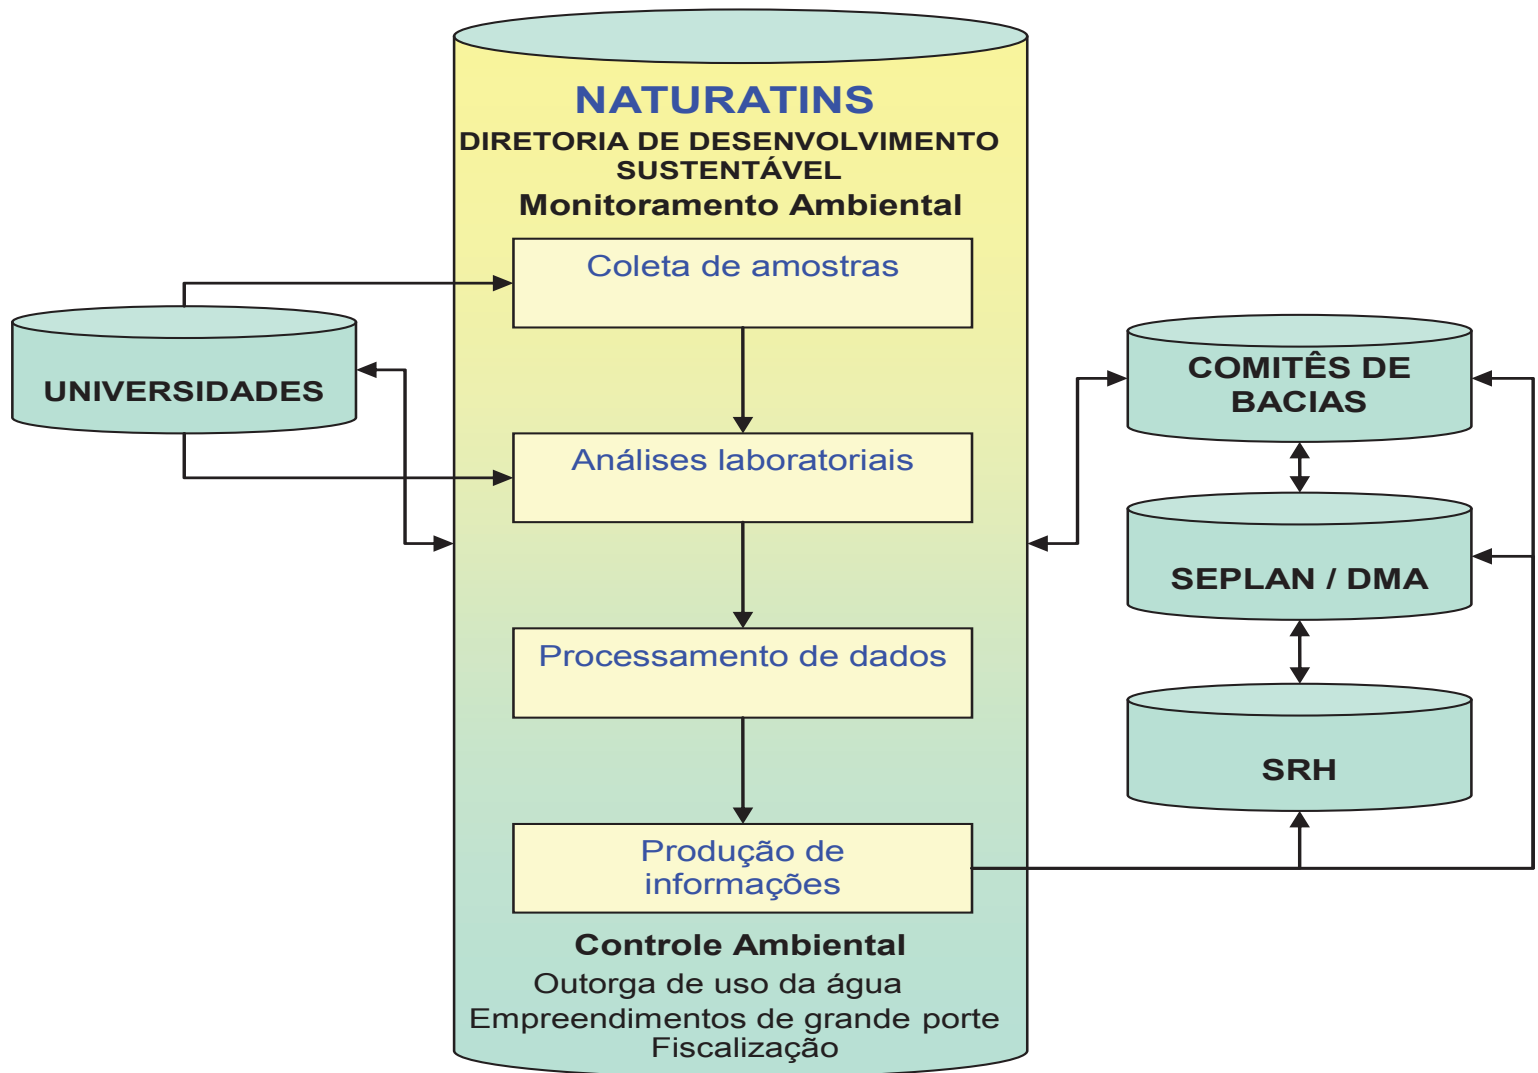 NATURATINS
DIRETORIA DE DESENVOLVIMENTO
SUSTENTÁVEL
Monitoramento Ambiental
Coleta de amostras
UNIVERSIDADES
Análises laboratoriais
Processamento de dados
Produção de
informações
Controle Ambiental
Outorga de uso da água
Empreendimentos de grande porte
Fiscalização
COMITÊS DE
BACIAS
SEPLAN / DMA
SRH